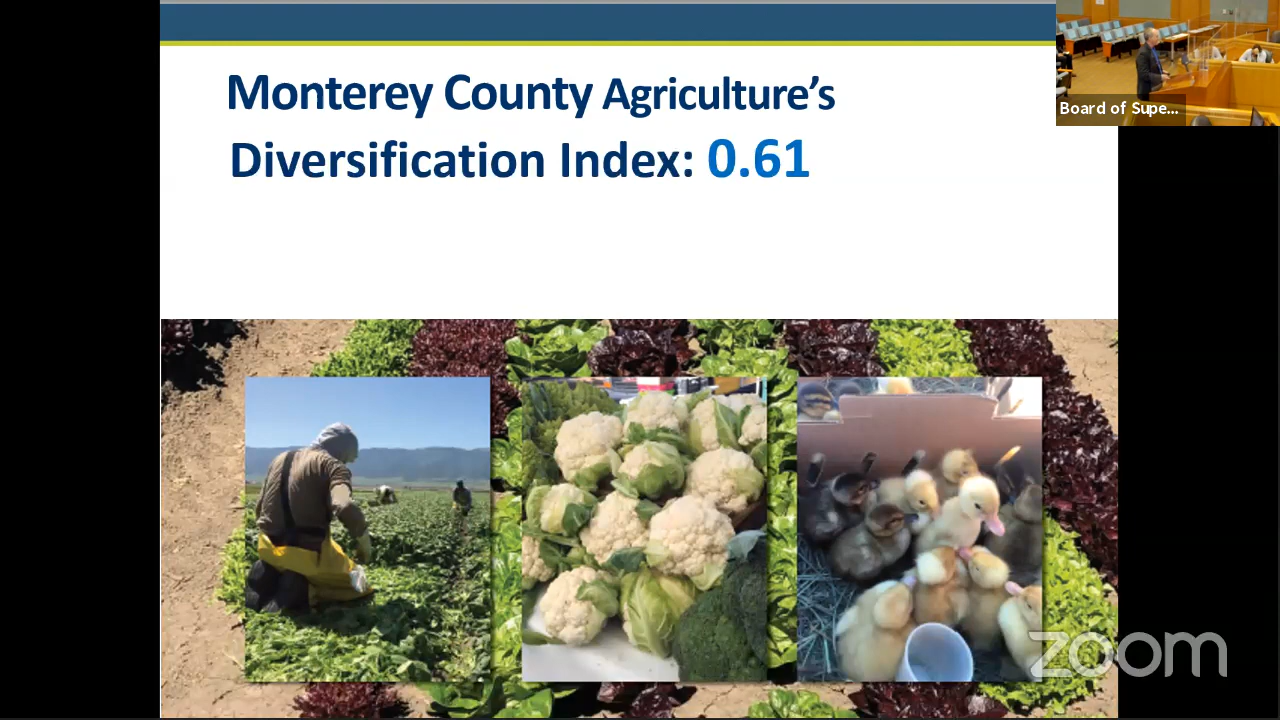 Monterey County Agriculture's
Diversification Index: 0.61
Board of Supe...
zoom